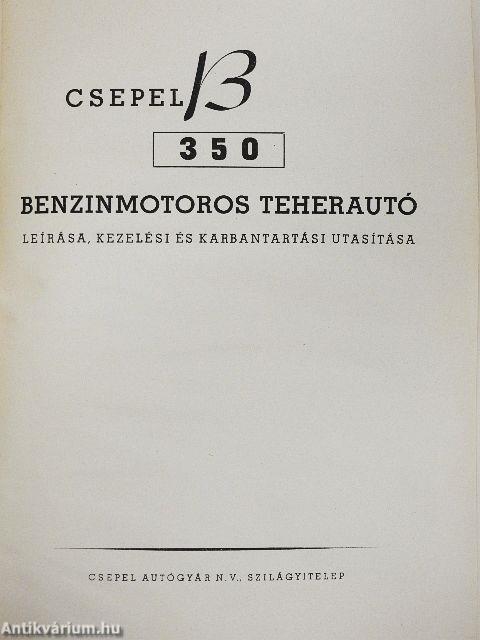 CSEPEL B
350
BENZINMOTOROS TEHERAUTÓ
LEÍRÁSA, KEZELÉSI ÉS KARBANTARTÁSI UTASÍTÁSA
CSEPEL AUTÓGYÁR N.V., SZILÁGYITELEP
Antikvárium.hu